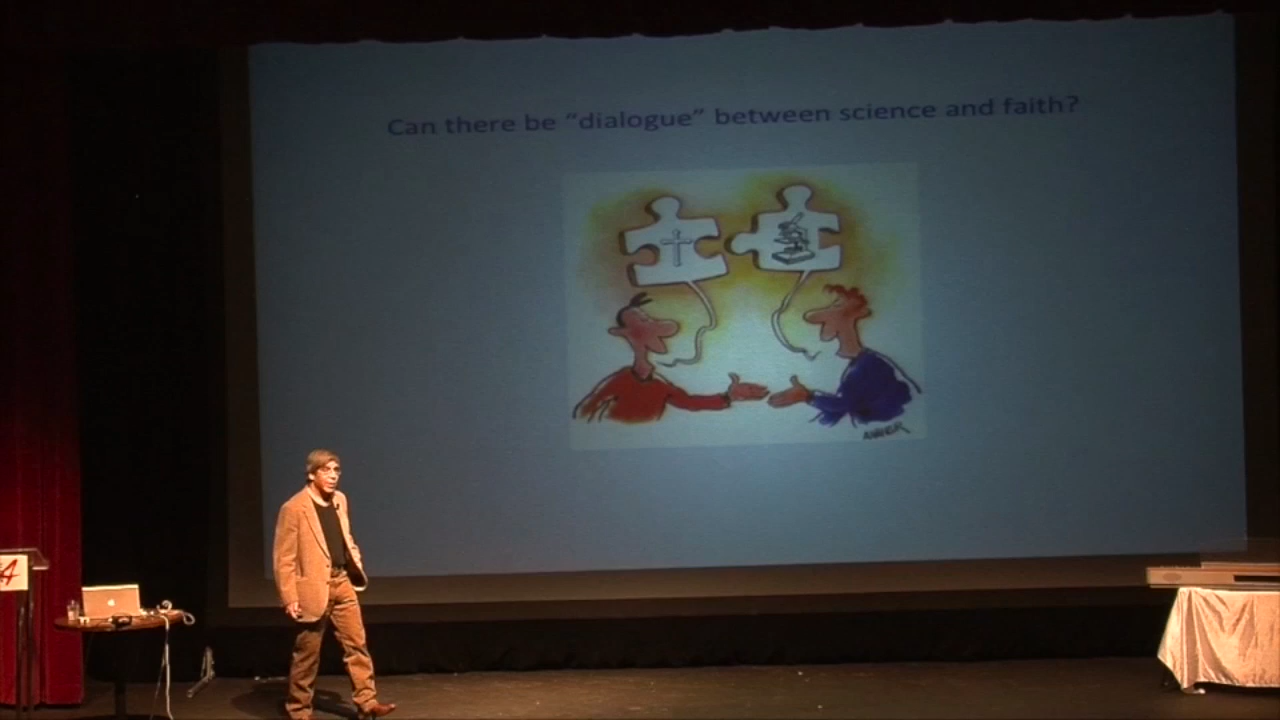 Can there be “dialogue” between science and faith?
A